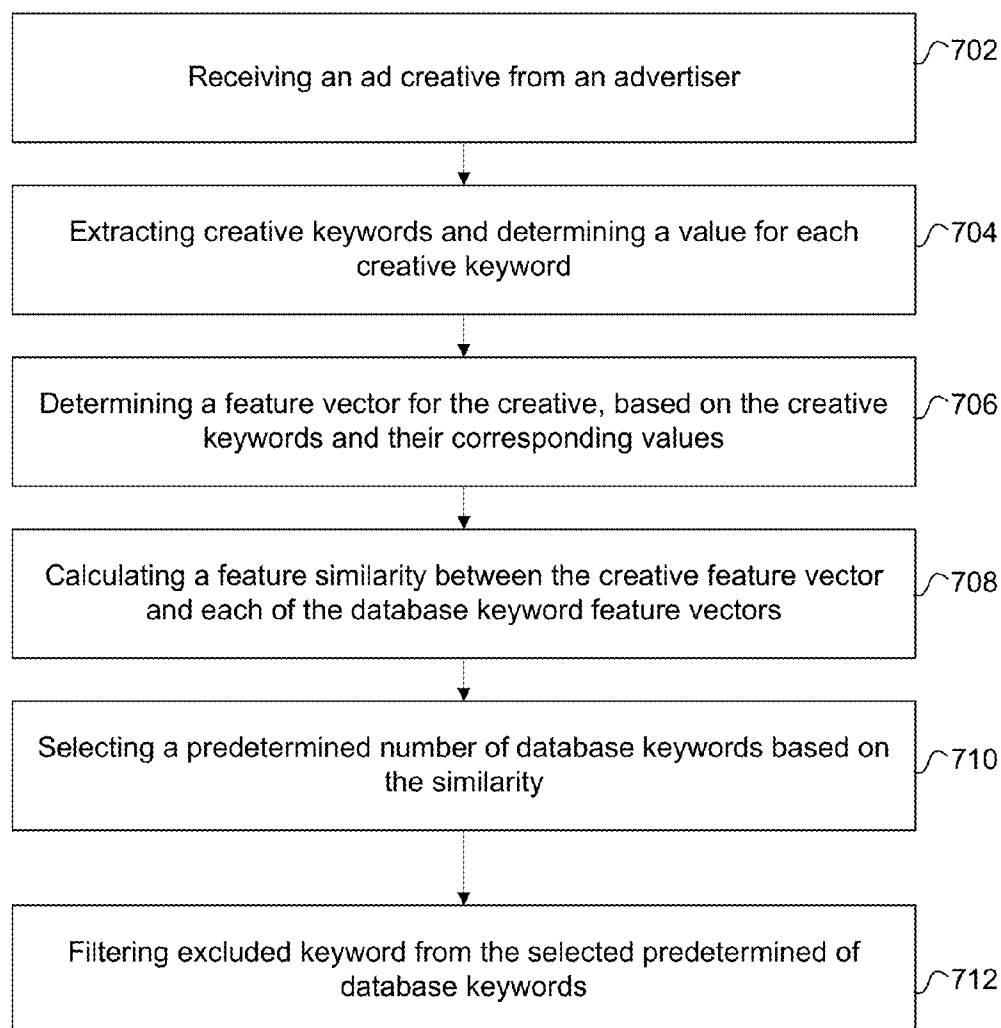 Receiving an ad creative from an advertiser
702
Extracting creative keywords and determining a value for each
creative keyword
704
Determining a feature vector for the creative, based on the creative
keywords and their corresponding values
706
Calculating a feature similarity between the creative feature vector
and each of the database keyword feature vectors
708
Selecting a predetermined number of database keywords based on
the similarity
710
Filtering excluded keyword from the selected predetermined of
database keywords
712